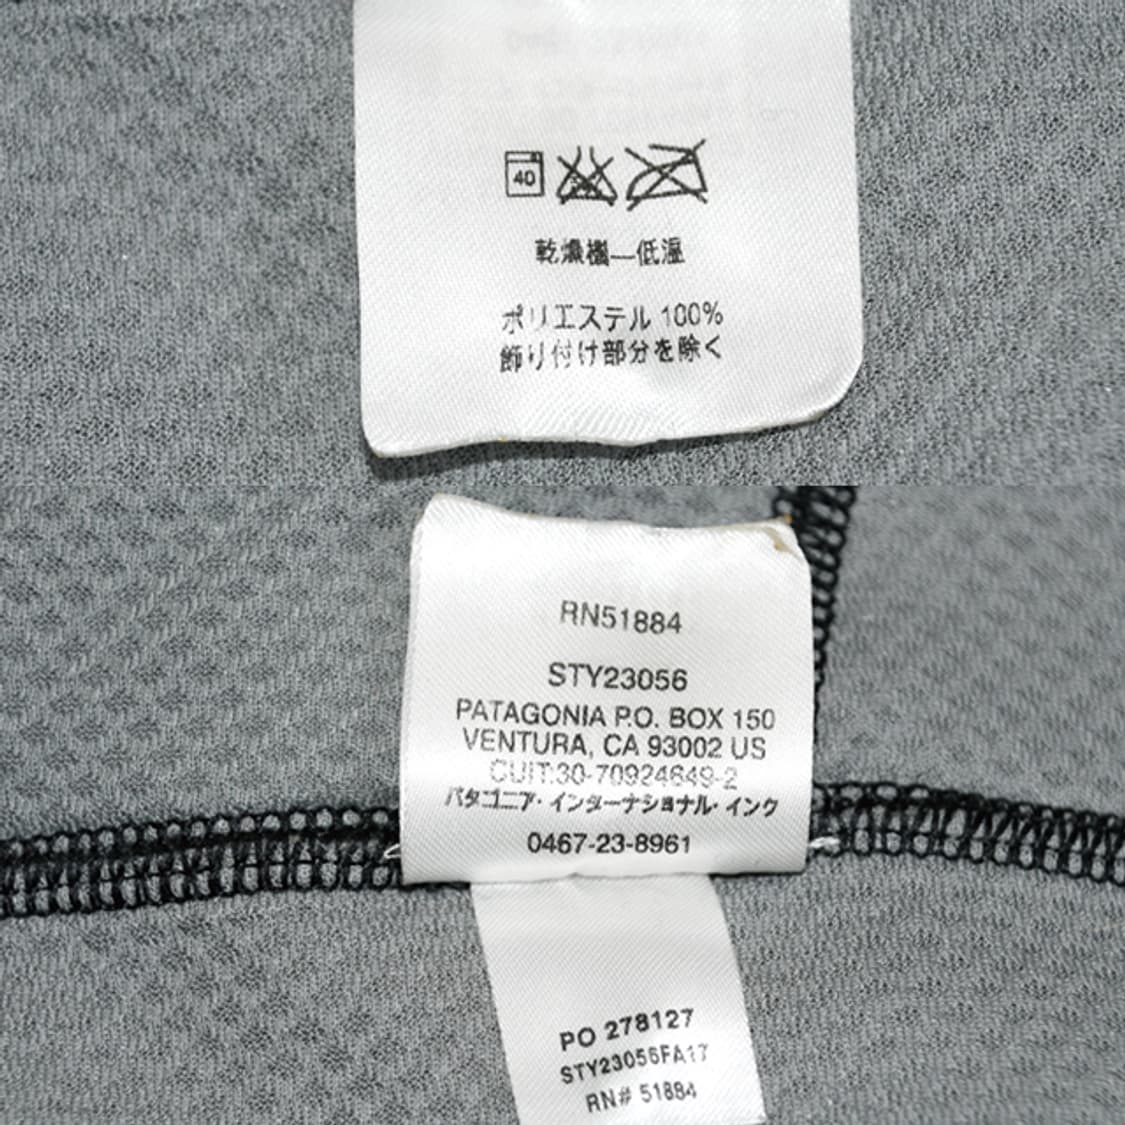 40
乾燥機—低温
ポリエステル 100%
飾り付け部分を除く
RN51884
STY23056
PATAGONIA P.O. BOX 150
VENTURA, CA 93002 US
CUIT:30-70924649-2
パタゴニア・インターナショナル・インク
0467-23-8961
PO 278127
STY23056FA17
RN# 51884